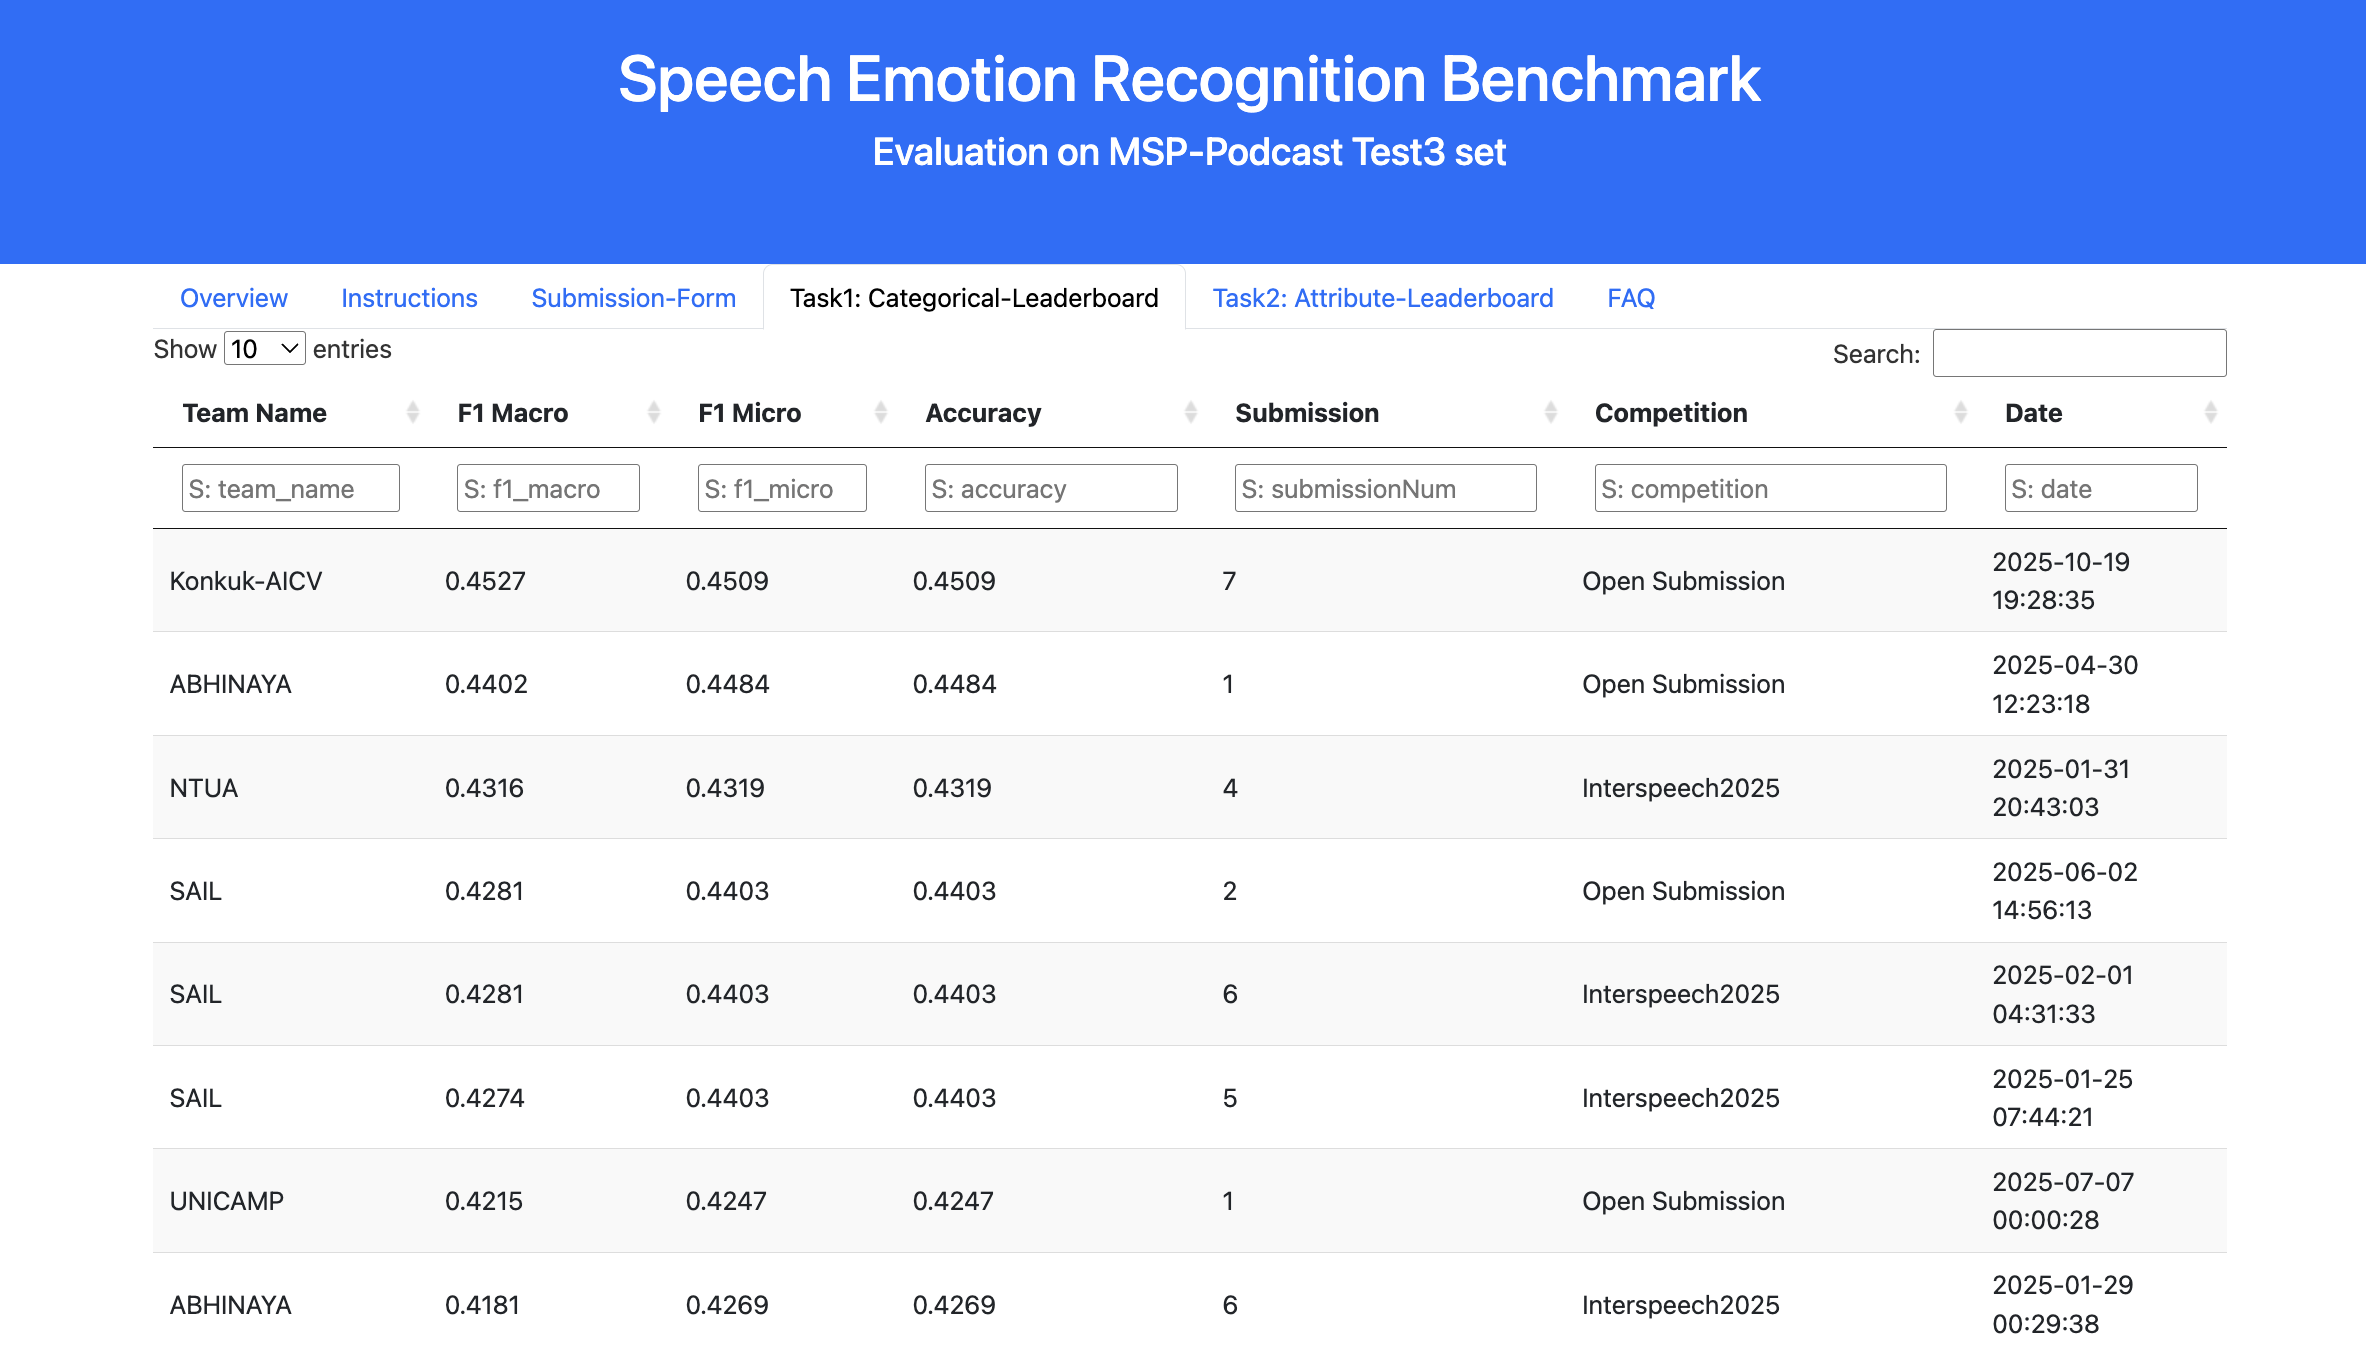 Speech Emotion Recognition Benchmark
Evaluation on MSP-Podcast Test3 set
Overview Instructions Submission-Form Task1: Categorical-Leaderboard Task2: Attribute-Leaderboard FAQ
Show 10 entries Search:
Team Name F1 Macro F1 Micro Accuracy Submission Competition Date
S: team_name S: f1_macro S: f1_micro S: accuracy S: submissionNum S: competition S: date
Konkuk-AICV 0.4527 0.4509 0.4509 7 Open Submission 2025-10-19
19:28:35
ABHINAYA 0.4402 0.4484 0.4484 1 Open Submission 2025-04-30
12:23:18
NTUA 0.4316 0.4319 0.4319 4 Interspeech2025 2025-01-31
20:43:03
SAIL 0.4281 0.4403 0.4403 2 Open Submission 2025-06-02
14:56:13
SAIL 0.4281 0.4403 0.4403 6 Interspeech2025 2025-02-01
04:31:33
SAIL 0.4274 0.4403 0.4403 5 Interspeech2025 2025-01-25
07:44:21
UNICAMP 0.4215 0.4247 0.4247 1 Open Submission 2025-07-07
00:00:28
ABHINAYA 0.4181 0.4269 0.4269 6 Interspeech2025 2025-01-29
00:29:38